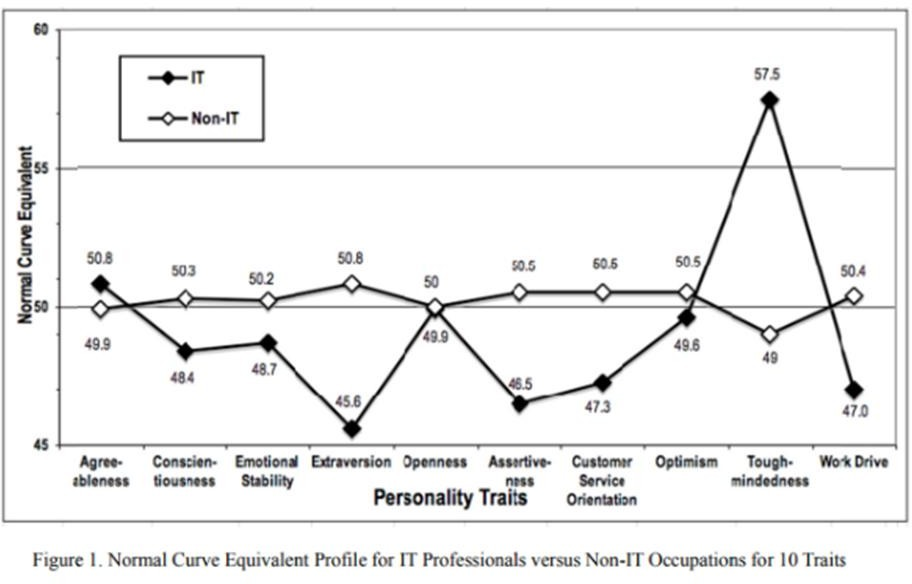 60
55
50
45
Normal Curve Equivalent
IT
Non-IT
57.5
50.8
50.3
50.2
50.8
50
50.5
60.6
50.5
50.4
49.9
48.4
48.7
45.6
49.9
46.5
47.3
49.6
49
47.0
Agree-
ableness
Conscien-
tiousness
Emotional
Stability
Extraversion
Openness
Assertive-
ness
Customer
Service
Orientation
Optimism
Tough-
mindedness
Work Drive
Personality Traits
Figure 1. Normal Curve Equivalent Profile for IT Professionals versus Non-IT Occupations for 10 Traits